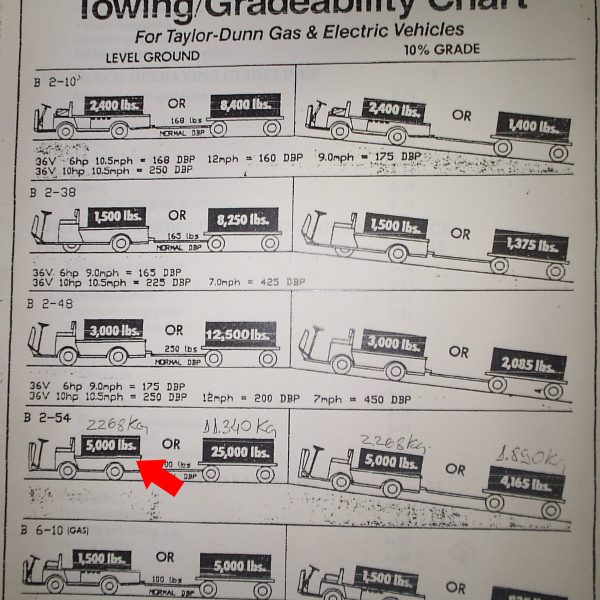 Towing/Gradeability Chart
For Taylor-Dunn Gas & Electric Vehicles
LEVEL GROUND 10% GRADE
B 2-10
2,400 lbs. OR 8,400 lbs. 2,400 lbs. OR 1,400 lbs.
168 lbs
NORMAL DBP
36V 6hp 10.5mph = 168 DBP 12mph = 160 DBP 9.0mph = 175 DBP
36V 10hp 10.5mph = 250 DBP
B 2-38
1,500 lbs. OR 8,250 lbs. 1,500 lbs. OR 1,375 lbs.
165 lbs
NORMAL DBP
36V 6hp 9.0mph = 165 DBP
36V 10hp 10.5mph = 225 DBP 7.0mph = 425 DBP
B 2-48
3,000 lbs. OR 12,500 lbs. 3,000 lbs. OR 2,085 lbs.
250 lbs
NORMAL DBP
36V 6hp 9.0mph = 175 DBP
36V 10hp 10.5mph = 250 DBP 12mph = 200 DBP 7mph = 450 DBP
B 2-54
2268Kg 11.340 Kg 2268Kg 1.890Kg
5,000 lbs. OR 25,000 lbs. 5,000 lbs. OR 4,165 lbs.
lbs
DBP
B 6-10 (GAS)
1,500 lbs. OR 5,000 lbs. 1,500 lbs. OR
100 lbs
NORMAL DBP